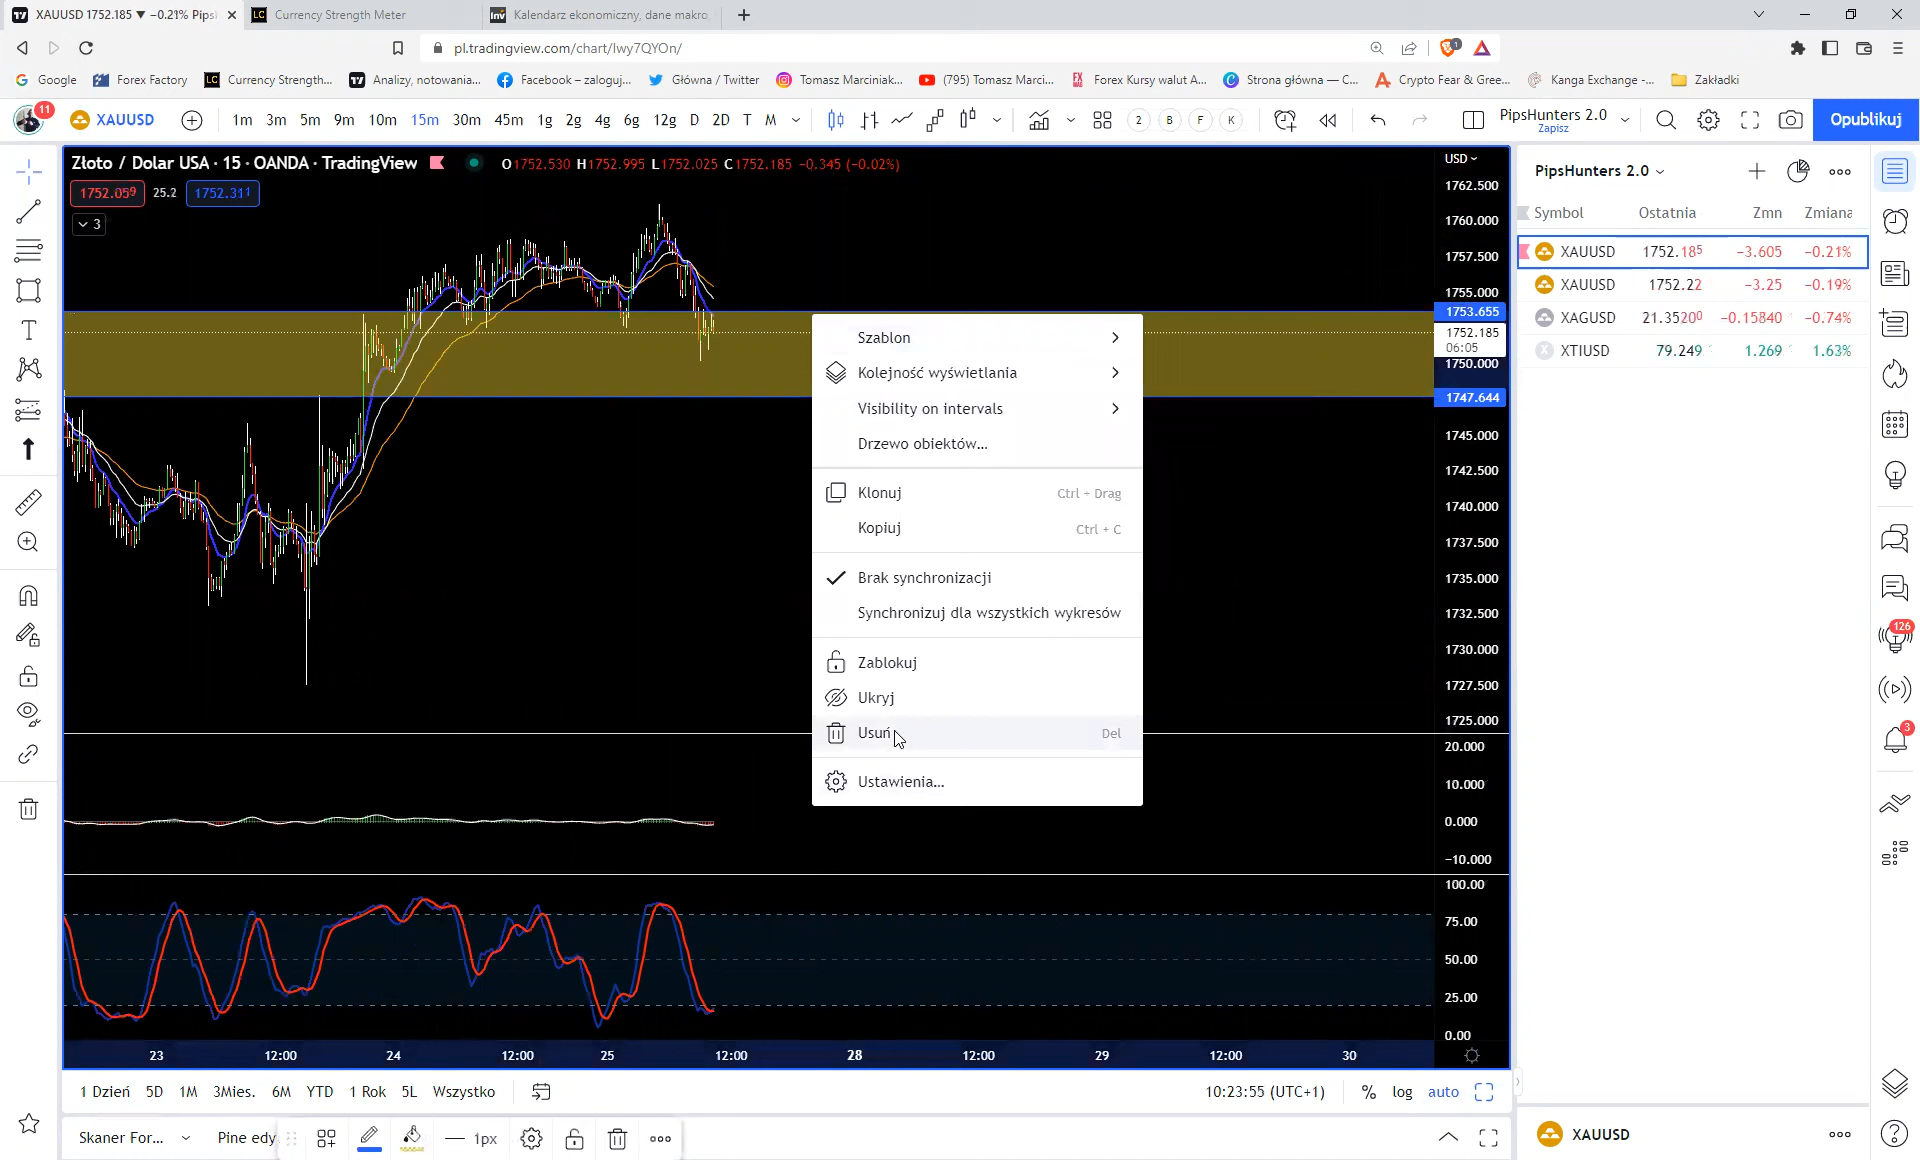 XAUUSD 1752.185 ▼ −0.21% Pips
Currency Strength Meter
Kalendarz ekonomiczny, dane makro,
pl.tradingview.com/chart/Iwy7QYOn/
1
Google
Forex Factory
Currency Strength...
Analizy, notowania...
Facebook – zaloguj...
Główna / Twitter
Tomasz Marciniak...
(795) Tomasz Marci...
Forex Kursy walut A...
Strona główna — C...
Crypto Fear & Gree...
Kanga Exchange -...
Zakładki
11
XAUUSD
1m 3m 5m 9m 10m 15m 30m 45m 1g 2g 4g 6g 12g D 2D T M
2 B F K
PipsHunters 2.0
Zapisz
Opublikuj
Złoto / Dolar USA · 15 · OANDA · TradingView
O1752.530 H1752.995 L1752.025 C1752.185 −0.345 (−0.02%)
1752.059 25.2 1752.311
3
USD
1762.500
1760.000
1757.500
1755.000
1753.655
1752.185
06:05
1750.000
1747.644
1745.000
1742.500
1740.000
1737.500
1735.000
1732.500
1730.000
1727.500
1725.000
20.000
10.000
0.000
−10.000
100.00
75.00
50.00
25.00
0.00
Szablon
Kolejność wyświetlania
Visibility on intervals
Drzewo obiektów...
Klonuj Ctrl + Drag
Kopiuj Ctrl + C
Brak synchronizacji
Synchronizuj dla wszystkich wykresów
Zablokuj
Ukryj
Usuń Del
Ustawienia...
23 12:00 24 12:00 25 12:00 28 12:00 29 12:00 30
1 Dzień 5D 1M 3Mies. 6M YTD 1 Rok 5L Wszystko
10:23:55 (UTC+1) % log auto
Skaner For... Pine edy
1px
PipsHunters 2.0
Symbol Ostatnia Zmn Zmiana
XAUUSD 1752.185 −3.605 −0.21%
XAUUSD 1752.22 −3.25 −0.19%
XAGUSD 21.35200 −0.15840 −0.74%
XTIUSD 79.249 1.269 1.63%
126
3
XAUUSD